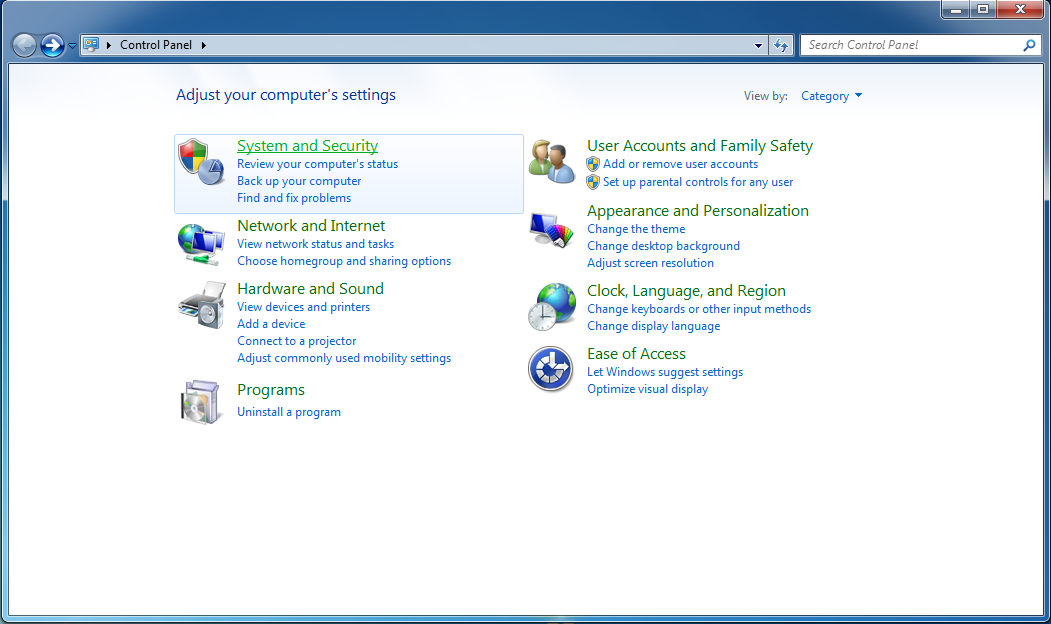 Control Panel
Search Control Panel
Adjust your computer's settings
View by: Category
System and Security
Review your computer's status
Back up your computer
Find and fix problems
Network and Internet
View network status and tasks
Choose homegroup and sharing options
Hardware and Sound
View devices and printers
Add a device
Connect to a projector
Adjust commonly used mobility settings
Programs
Uninstall a program
User Accounts and Family Safety
Add or remove user accounts
Set up parental controls for any user
Appearance and Personalization
Change the theme
Change desktop background
Adjust screen resolution
Clock, Language, and Region
Change keyboards or other input methods
Change display language
Ease of Access
Let Windows suggest settings
Optimize visual display